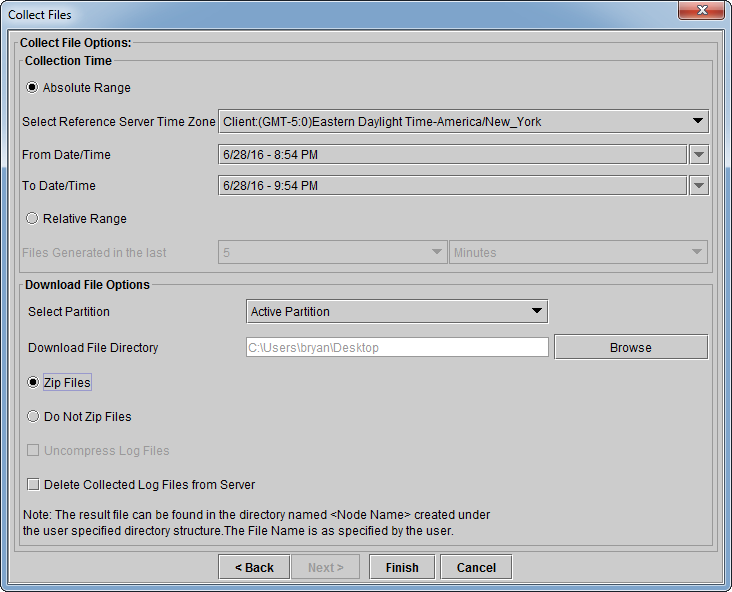 Collect Files
Collect File Options:
Collection Time
Absolute Range
Select Reference Server Time Zone Client:(GMT-5:0)Eastern Daylight Time-America/New_York
From Date/Time 6/28/16 - 8:54 PM
To Date/Time 6/28/16 - 9:54 PM
Relative Range
Files Generated in the last 5 Minutes
Download File Options
Select Partition Active Partition
Download File Directory C:\Users\bryan\Desktop Browse
Zip Files
Do Not Zip Files
Uncompress Log Files
Delete Collected Log Files from Server
Note: The result file can be found in the directory named <Node Name> created under
the user specified directory structure.The File Name is as specified by the user.
< Back Next > Finish Cancel